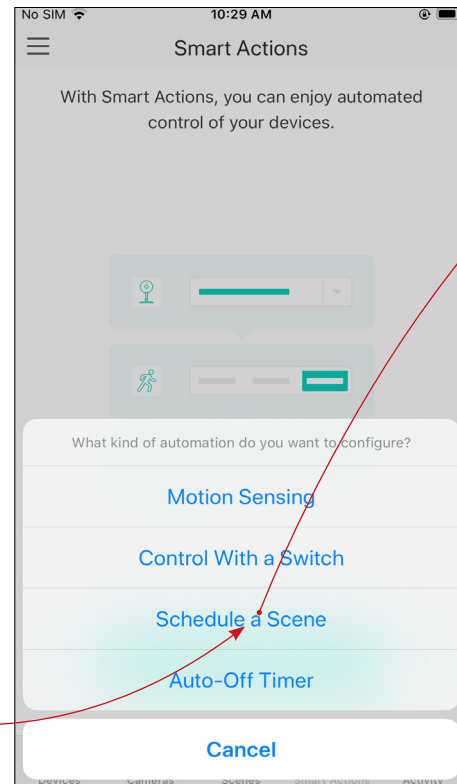 No SIM 10:29 AM
Smart Actions
With Smart Actions, you can enjoy automated
control of your devices.
What kind of automation do you want to configure?
Motion Sensing
Control With a Switch
Schedule a Scene
Auto-Off Timer
Cancel
Devices Cameras Scenes Smart Actions Activity